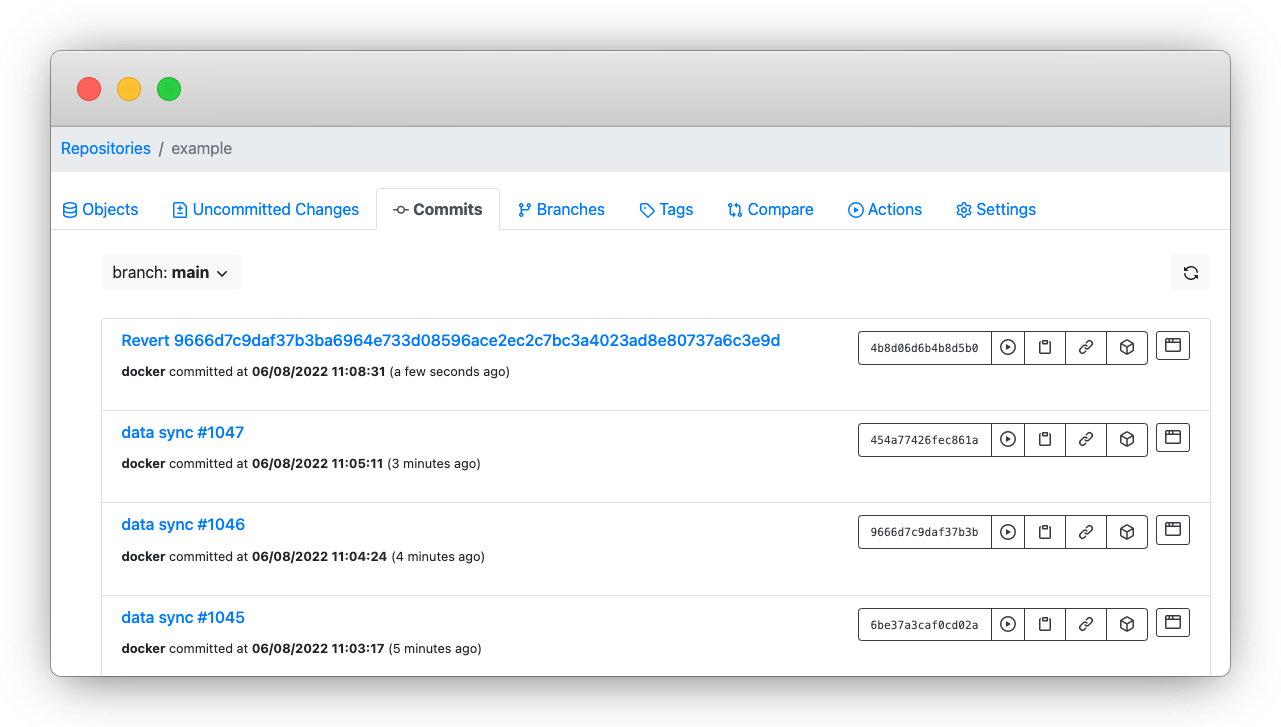 Repositories / example
Objects Uncommitted Changes Commits Branches Tags Compare Actions Settings
branch: main
Revert 9666d7c9daf37b3ba6964e733d08596ace2ec2c7bc3a4023ad8e80737a6c3e9d 4b8d06d6b4b8d5b0
docker committed at 06/08/2022 11:08:31 (a few seconds ago)
data sync #1047 454a77426fec861a
docker committed at 06/08/2022 11:05:11 (3 minutes ago)
data sync #1046 9666d7c9daf37b3b
docker committed at 06/08/2022 11:04:24 (4 minutes ago)
data sync #1045 6be37a3caf0cd02a
docker committed at 06/08/2022 11:03:17 (5 minutes ago)